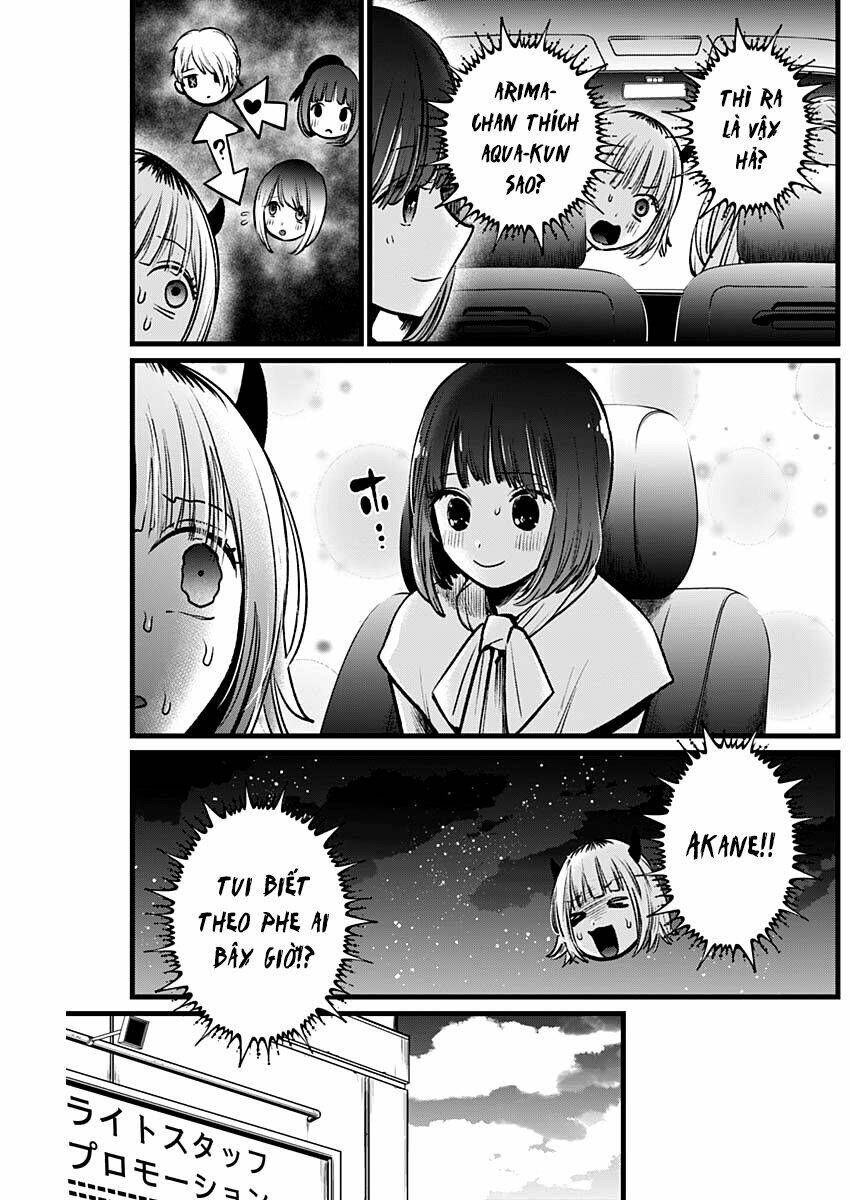 THÌ RA
LÀ VẬY
HẢ?
ARIMA-
CHAN THÍCH
AQUA-KUN
SAO?
?
ホ…
AKANE!!
TUI BIẾT
THEO PHE AI
BÂY GIỜ!?
ライトスタッフ
プロモーション